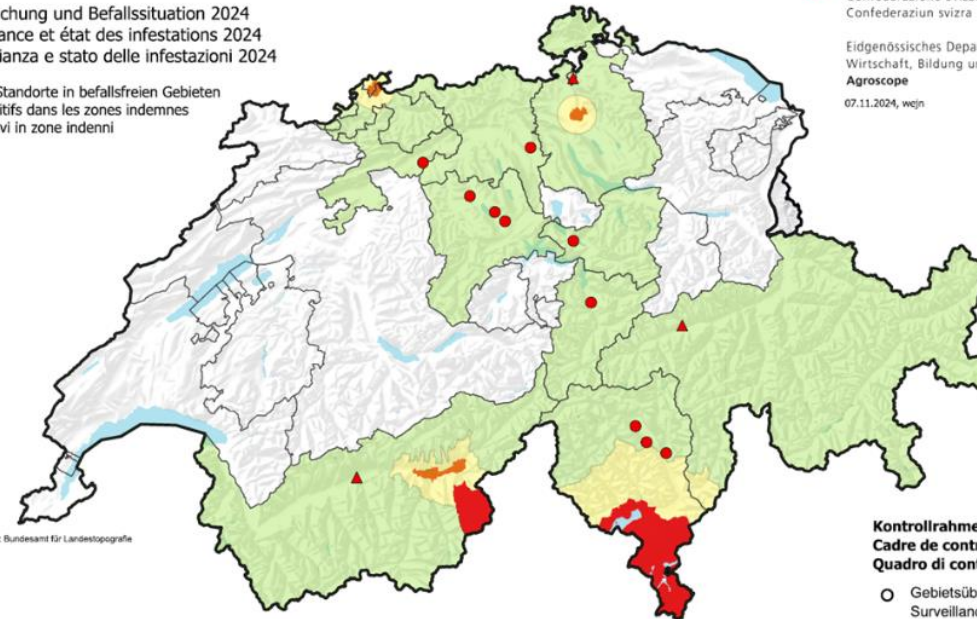 chung und Befallssituation 2024
ance et état des infestations 2024
ianza e stato delle infestazioni 2024
Standorte in befallsfreien Gebieten
itifs dans les zones indemnes
vi in zone indenni
Confederaziun svizra
Eidgenössisches Depa
Wirtschaft, Bildung u
Agroscope
07.11.2024, wejn
: Bundesamt für Landestopografie
Kontrollrahme
Cadre de contr
Quadro di con
Gebietsüb
Surveillan